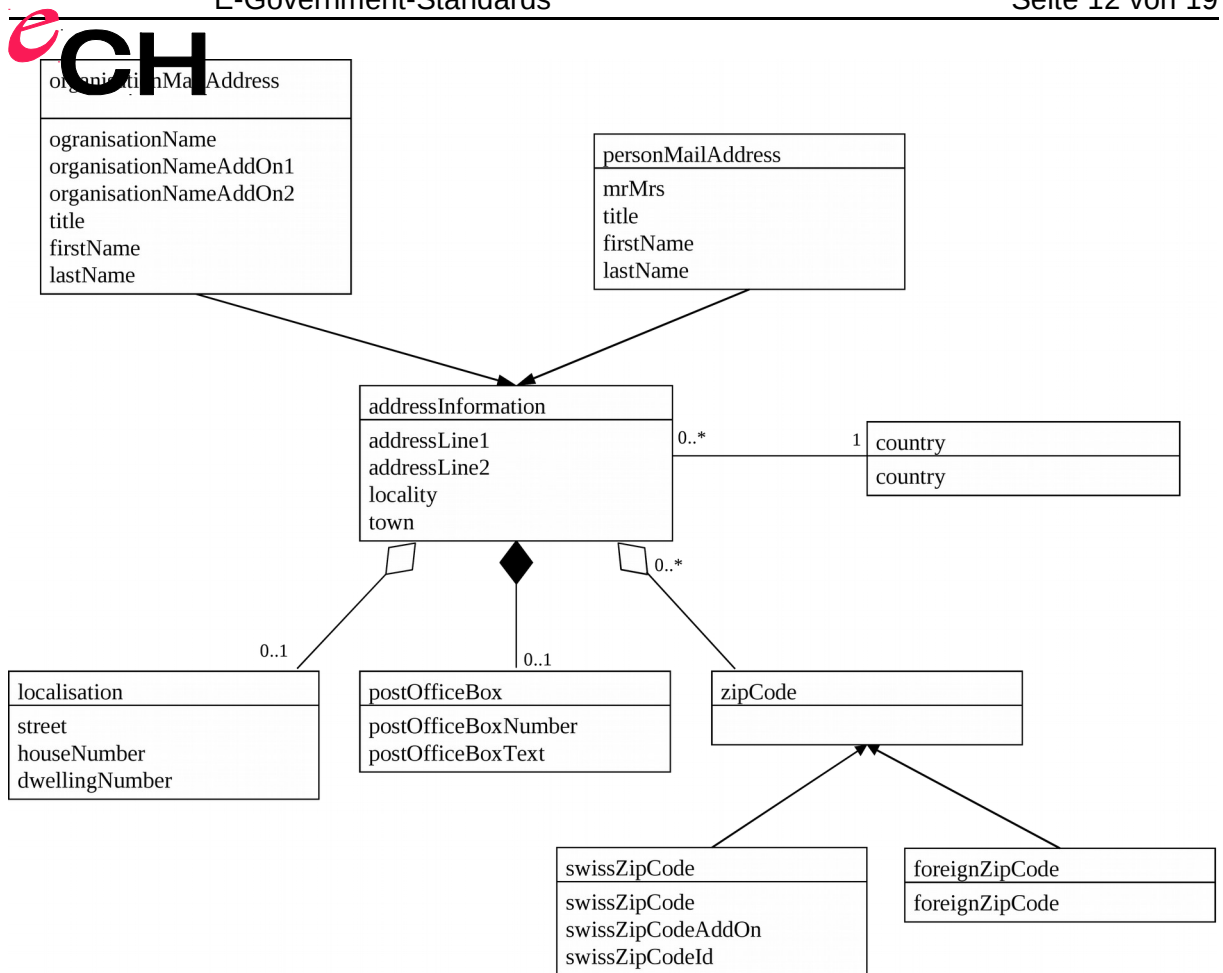 E-Government-Standards Seite 12 von 19
eCH
organisationMailAddress
ogranisationName
organisationNameAddOn1
organisationNameAddOn2
title
firstName
lastName
personMailAddress
mrMrs
title
firstName
lastName
addressInformation
addressLine1
addressLine2
locality
town
0..*
1
country
country
0..*
0..1
0..1
localisation
street
houseNumber
dwellingNumber
postOfficeBox
postOfficeBoxNumber
postOfficeBoxText
zipCode
swissZipCode
swissZipCode
swissZipCodeAddOn
swissZipCodeId
foreignZipCode
foreignZipCode